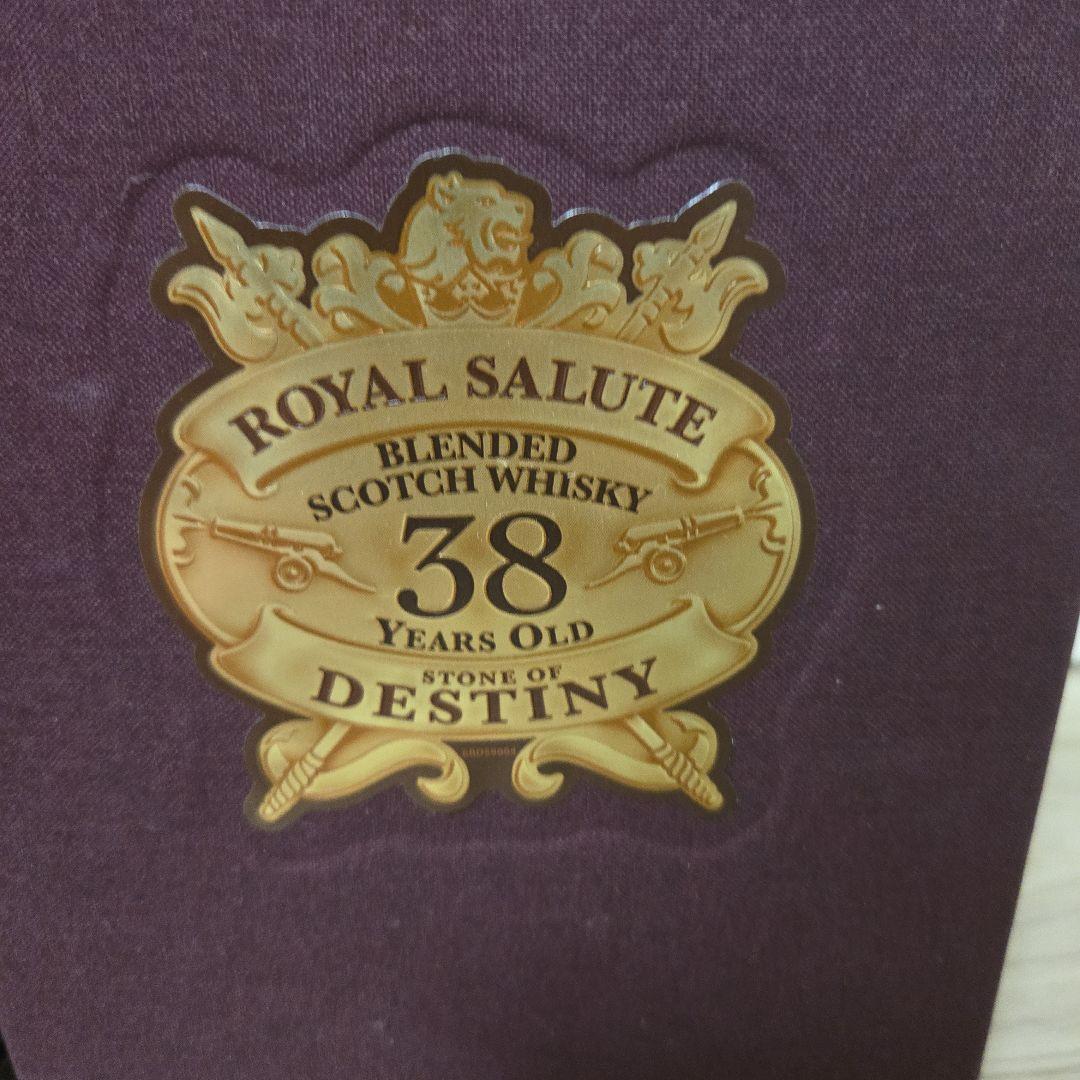 ROYAL SALUTE
BLENDED
SCOTCH WHISKY
38
YEARS OLD
STONE OF
DESTINY